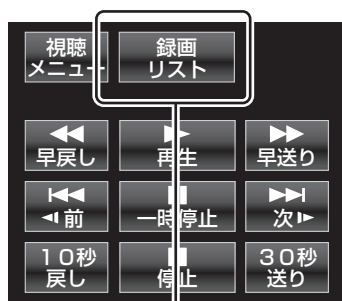 視聴
メニュー
録画
リスト
早戻し
再生
早送り
前
一時停止
次
10秒
戻し
停止
30秒
送り